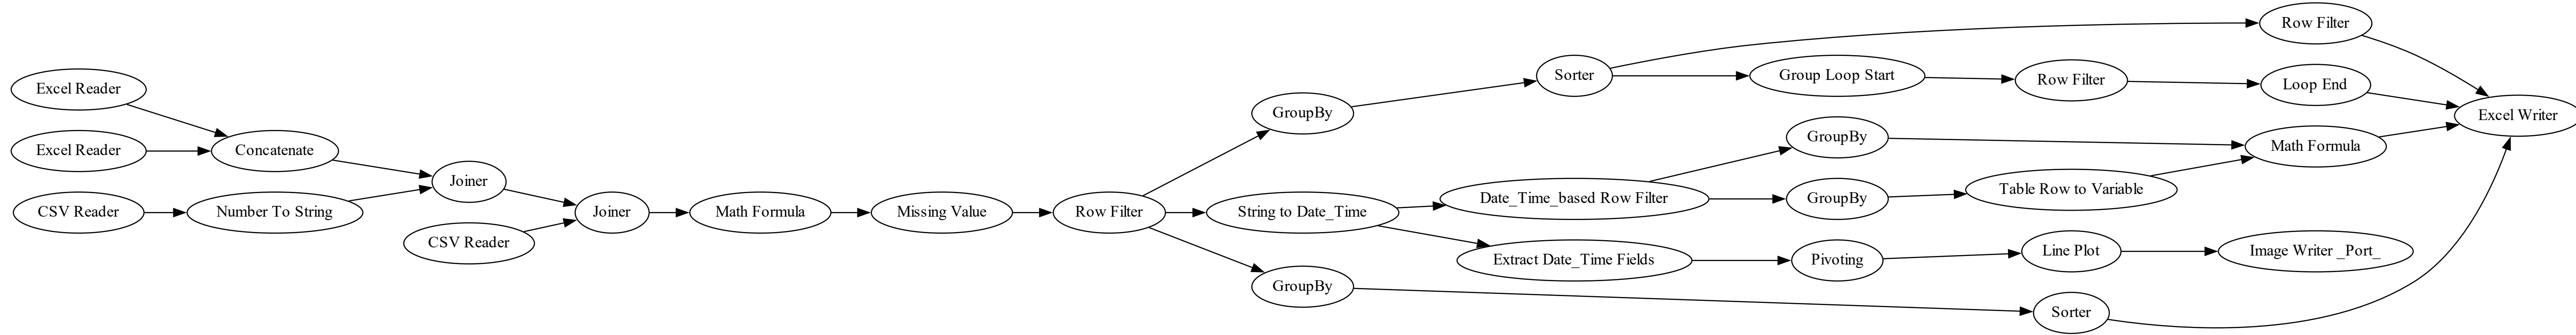 Excel Reader
Excel Reader
CSV Reader
Concatenate
Number To String
Joiner
CSV Reader
Joiner
Math Formula
Missing Value
Row Filter
GroupBy
String to Date_Time
GroupBy
Sorter
Date_Time_based Row Filter
Extract Date_Time Fields
Group Loop Start
GroupBy
GroupBy
Pivoting
Row Filter
Table Row to Variable
Line Plot
Sorter
Row Filter
Loop End
Math Formula
Image Writer _Port_
Excel Writer